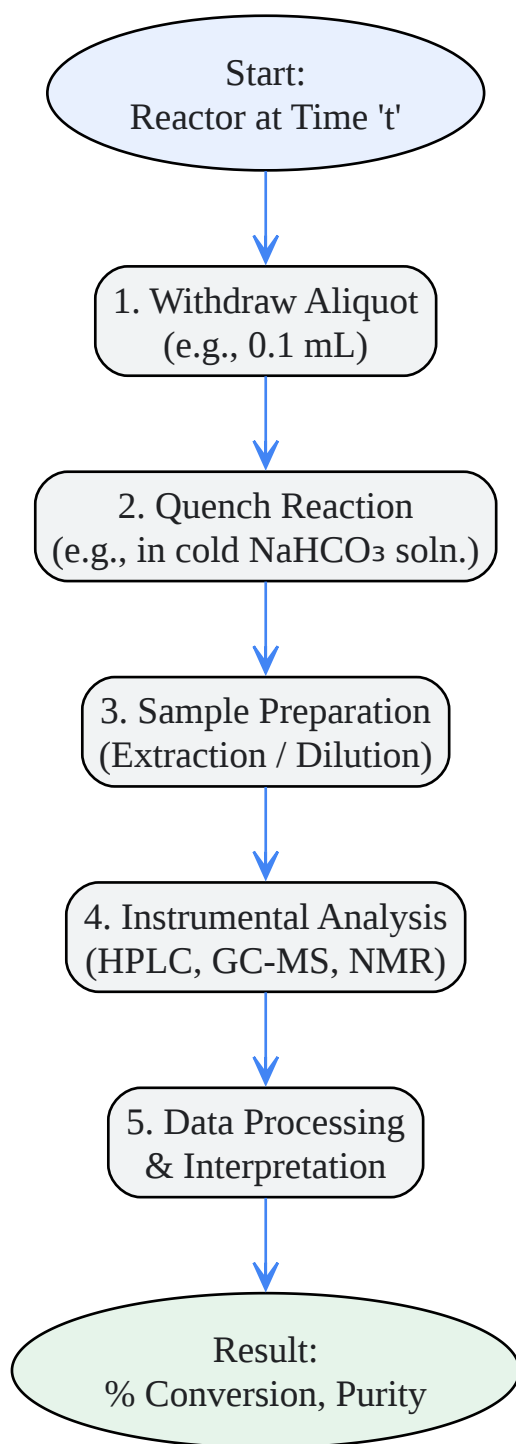 Start:
Reactor at Time 't'
1. Withdraw Aliquot
(e.g., 0.1 mL)
2. Quench Reaction
(e.g., in cold NaHCO₃ soln.)
3. Sample Preparation
(Extraction / Dilution)
4. Instrumental Analysis
(HPLC, GC-MS, NMR)
5. Data Processing
& Interpretation
Result:
% Conversion, Purity